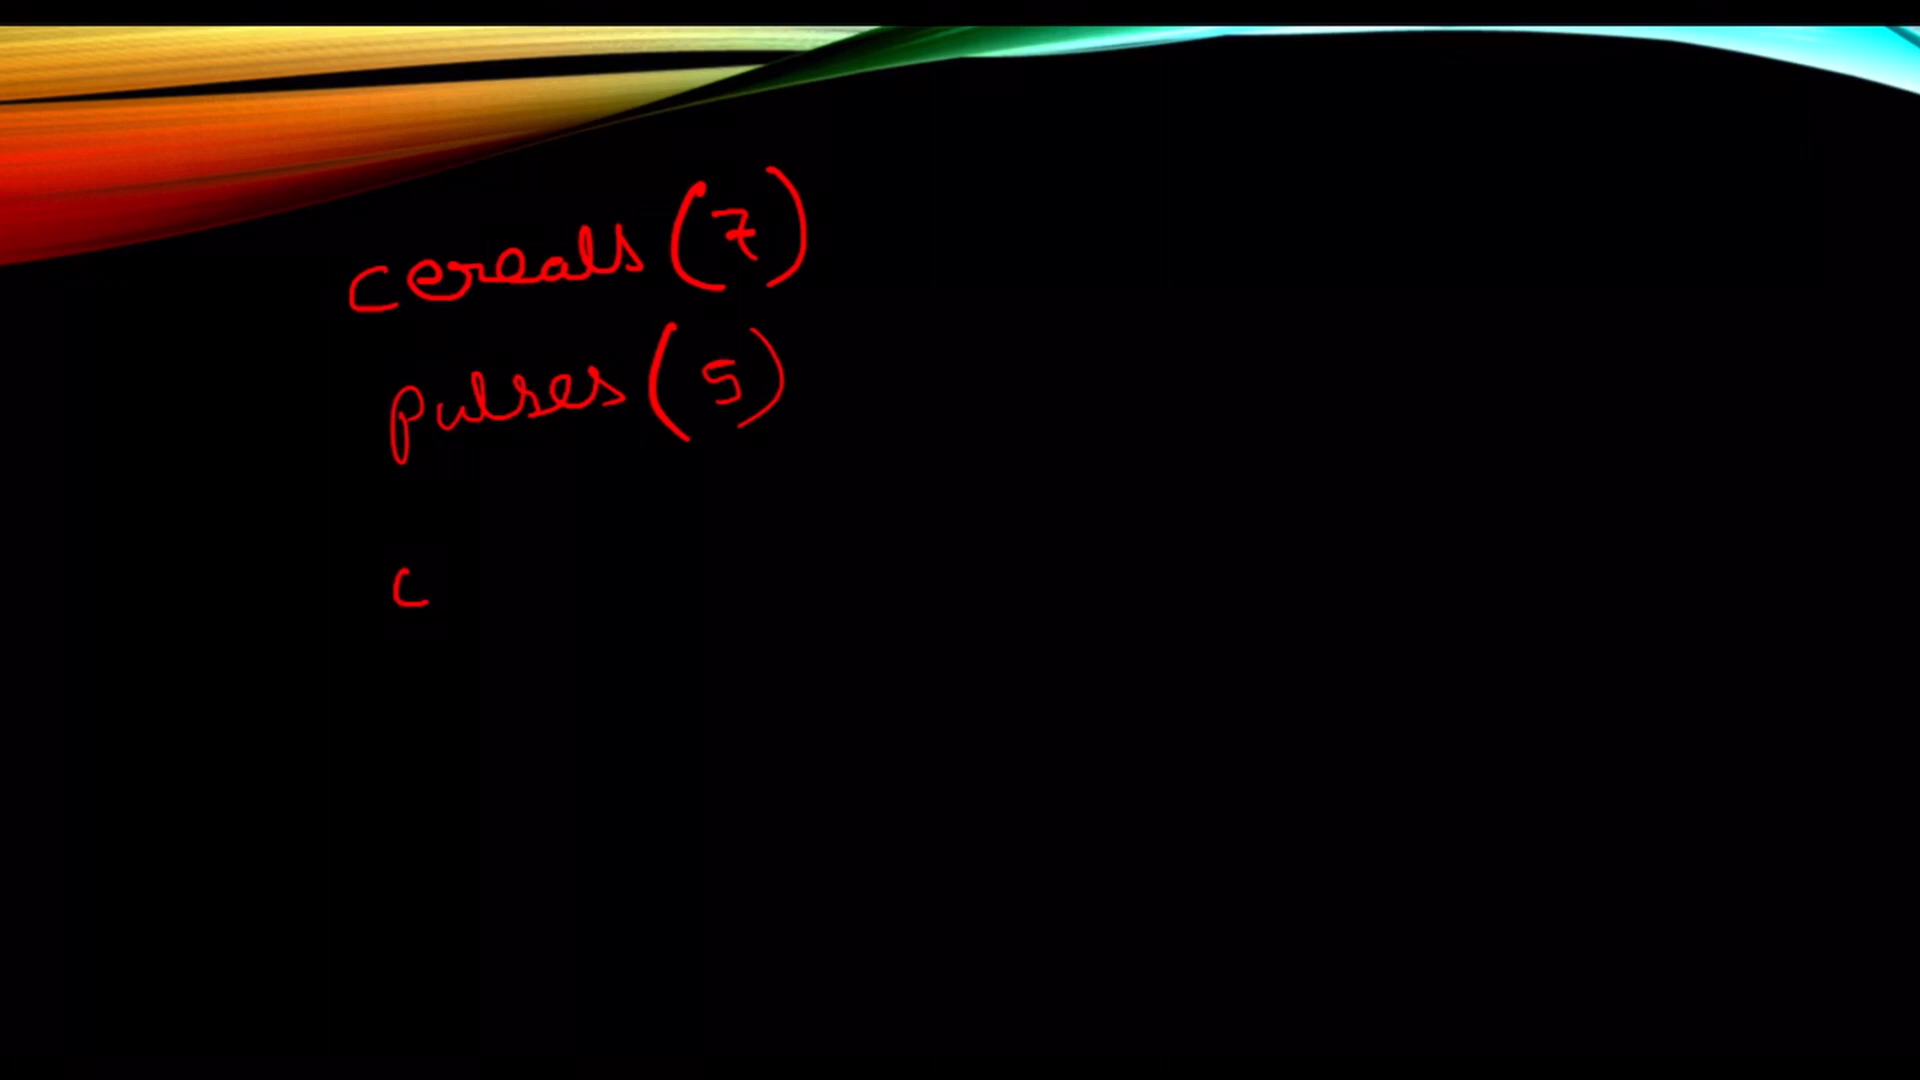 cereals (7)
pulses (5)
c